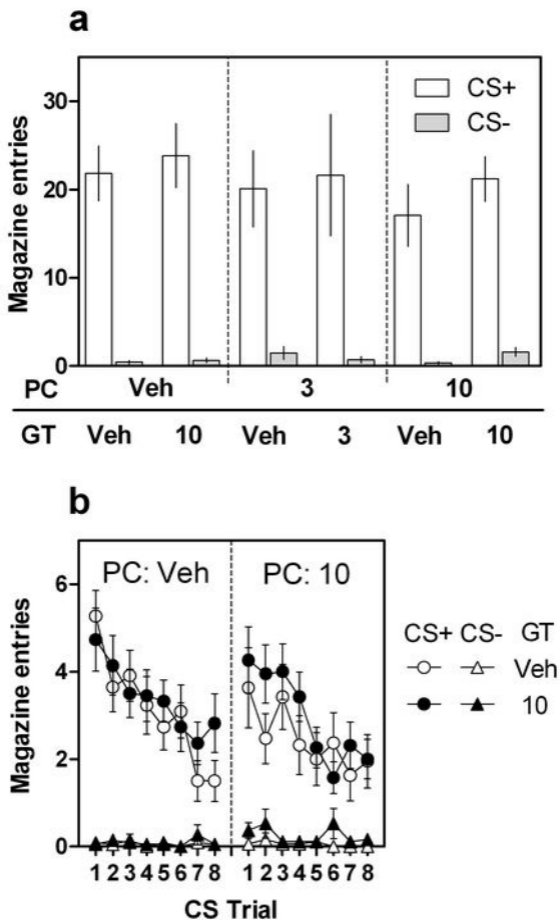 a
Magazine entries
30
20
10
0
CS+
CS-
PC Veh 3 10
GT Veh 10 Veh 3 Veh 10
b
Magazine entries
6
4
2
0
PC: Veh PC: 10
1 2 3 4 5 6 7 8 1 2 3 4 5 6 7 8
CS Trial
CS+ CS- GT
Veh
10